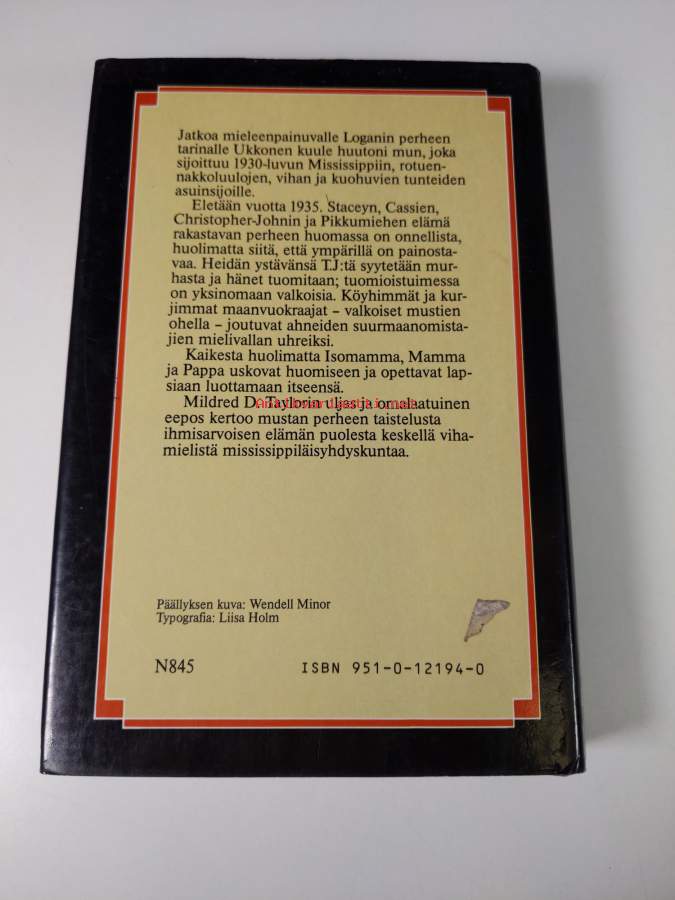 Jatkoa mieleenpainuvalle Loganin perheen
tarinalle Ukkonen kuule huutoni mun, joka
sijoittuu 1930-luvun Mississippiin, rotuen-
nakkoluulojen, vihan ja kuohuvien tunteiden
asuinsijoille.
Eletään vuotta 1935. Staceyn, Cassien,
Christopher-Johnin ja Pikkumiehen elämä
rakastavan perheen huomassa on onnellista,
huolimatta siitä, että ympärillä on painosta-
vaa. Heidän ystävänsä T.J:tä syytetään mur-
hasta ja hänet tuomitaan; tuomioistuimessa
on yksinomaan valkoisia. Köyhimmät ja kur-
jimmat maanvuokraajat – valkoiset mustien
ohella – joutuvat ahneiden suurmaanomista-
jien mielivallan uhreiksi.
Kaikesta huolimatta Isomamma, Mamma
ja Pappa uskovat huomiseen ja opettavat lap-
siaan luottamaan itseensä.
Mildred D. Taylorin ja omalaatuinen
Antikvariaatti.net
eepos kertoo mustan perheen taistelusta
ihmisarvoisen elämän puolesta keskellä viha-
mielistä mississippiläisyhdyskuntaa.
Päällyksen kuva: Wendell Minor
Typografia: Liisa Holm
N845
ISBN 951-0-12194-0